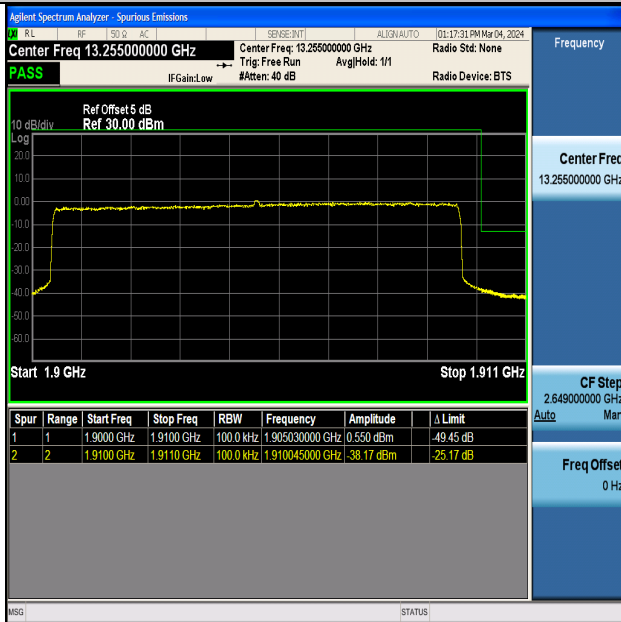 Agilent Spectrum Analyzer - Spurious Emissions
RL RF 50 Ω AC SENSE:INT ALIGN AUTO 01:17:31 PM Mar 04, 2024
Center Freq 13.255000000 GHz
Center Freq: 13.255000000 GHz
Radio Std: None
Trig: Free Run Avg|Hold: 1/1
PASS
IFGain:Low
#Atten: 40 dB
Radio Device: BTS
Ref Offset 5 dB
10 dB/div Ref 30.00 dBm
Log
20.0
10.0
0.00
-10.0
-20.0
-30.0
-40.0
-50.0
-60.0
Start 1.9 GHz Stop 1.911 GHz
Spur Range Start Freq Stop Freq RBW Frequency Amplitude Δ Limit
1 1 1.9000 GHz 1.9100 GHz 100.0 kHz 1.905030000 GHz 0.550 dBm -49.45 dB
2 2 1.9100 GHz 1.9110 GHz 100.0 kHz 1.910045000 GHz -38.17 dBm -25.17 dB
MSG STATUS
Frequency
Center Freq
13.255000000 GHz
CF Step
2.649000000 GHz
Auto Man
Freq Offset
0 Hz